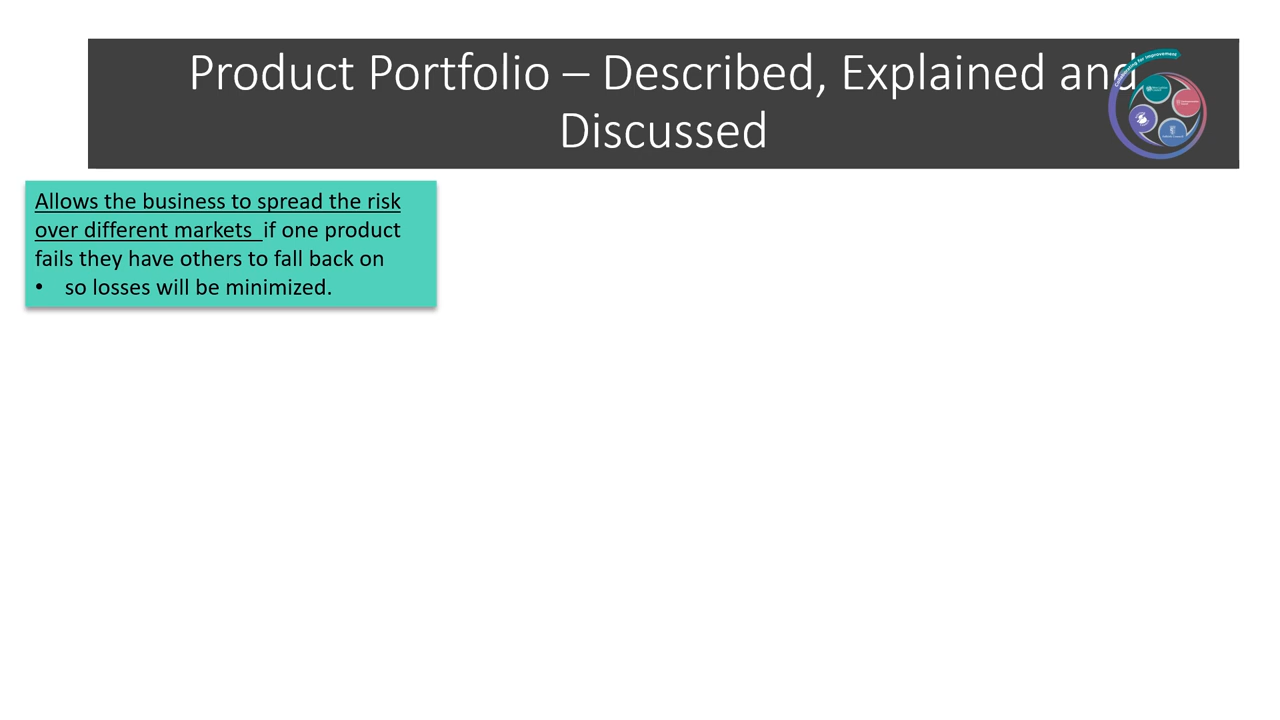 Product Portfolio – Described, Explained and
Discussed
Allows the business to spread the risk
over different markets if one product
fails they have others to fall back on
• so losses will be minimized.